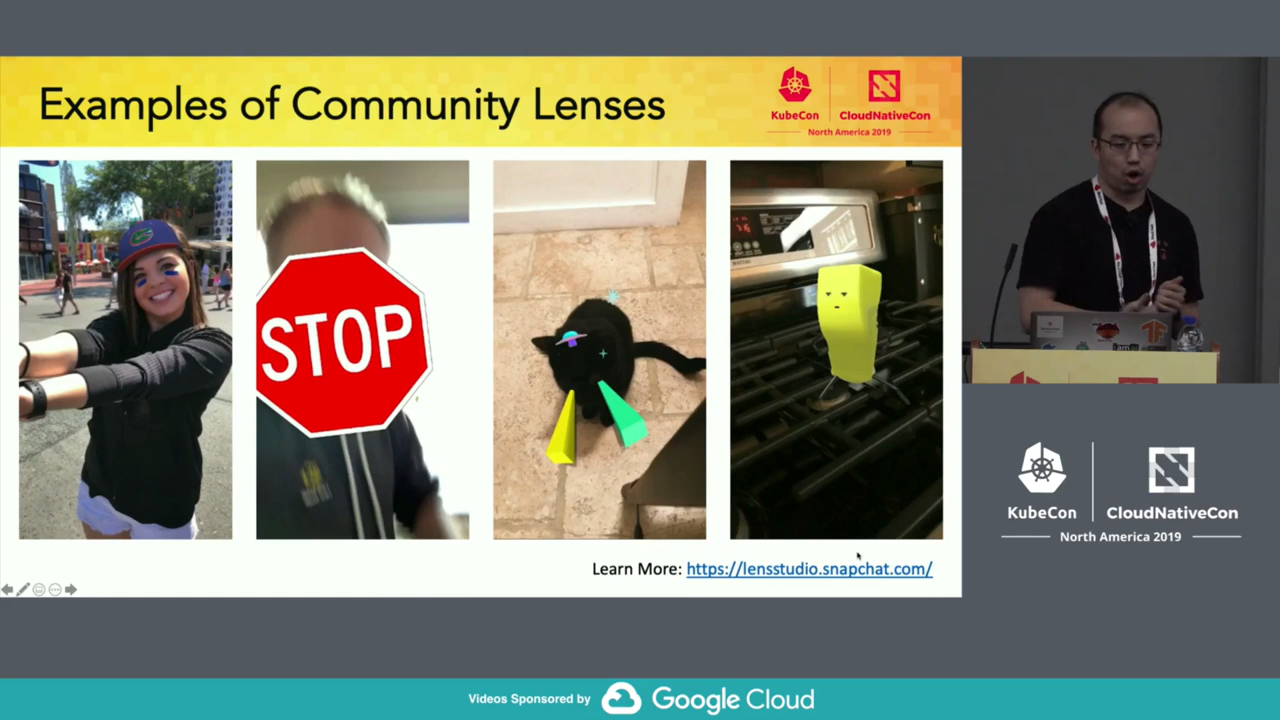 Examples of Community Lenses
KubeCon
CloudNativeCon
North America 2019
STOP
Learn More: https://lensstudio.snapchat.com/
KubeCon
CloudNativeCon
North America 2019
Videos Sponsored by
Google Cloud